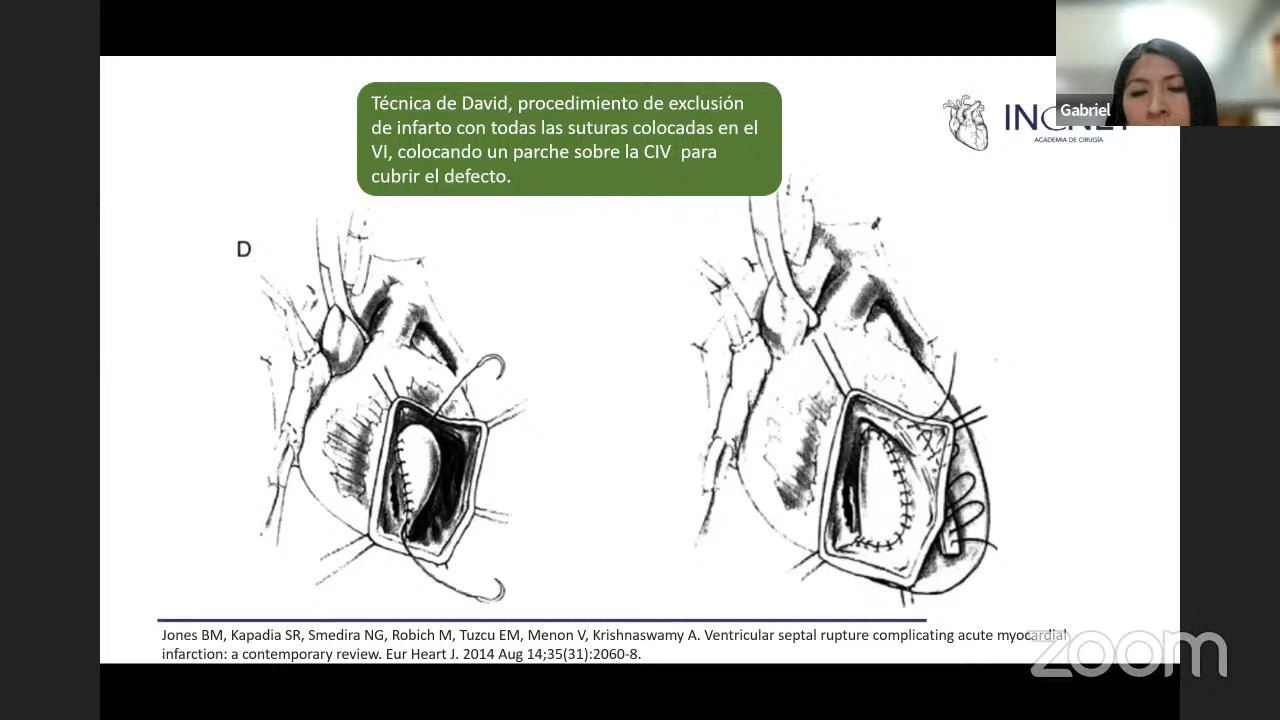 Técnica de David, procedimiento de exclusión
de infarto con todas las suturas colocadas en el
VI, colocando un parche sobre la CIV para
cubrir el defecto.
Gabriel
ACADEMIA DE CIRUGÍA
D
Jones BM, Kapadia SR, Smedira NG, Robich M, Tuzcu EM, Menon V, Krishnaswamy A. Ventricular septal rupture complicating acute myocardial
infarction: a contemporary review. Eur Heart J. 2014 Aug 14;35(31):2060-8.
zoom